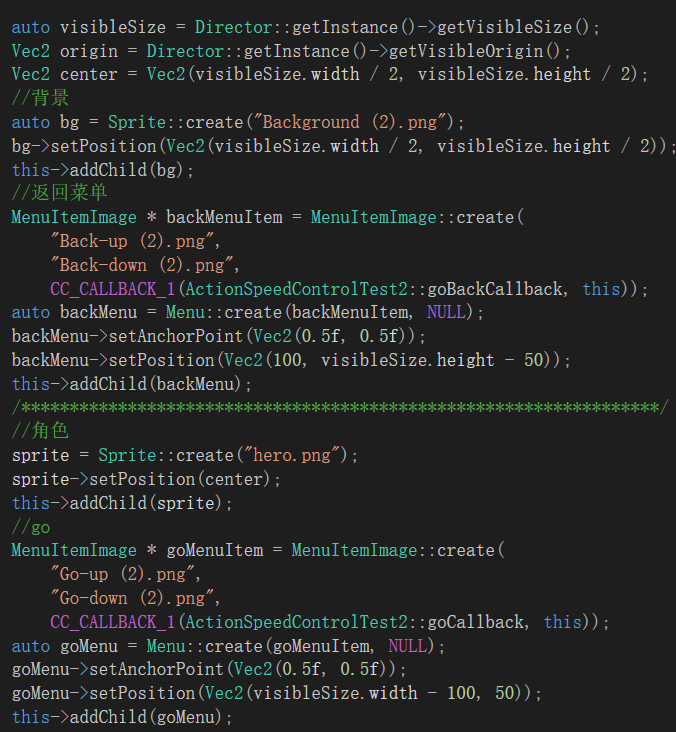 auto visibleSize = Director::getInstance()->getVisibleSize();
Vec2 origin = Director::getInstance()->getVisibleOrigin();
Vec2 center = Vec2(visibleSize.width / 2, visibleSize.height / 2);
//背景
auto bg = Sprite::create("Background (2).png");
bg->setPosition(Vec2(visibleSize.width / 2, visibleSize.height / 2));
this->addChild(bg);
//返回菜单
MenuItemImage * backMenuItem = MenuItemImage::create(
    "Back-up (2).png",
    "Back-down (2).png",
    CC_CALLBACK_1(ActionSpeedControlTest2::goBackCallback, this));
auto backMenu = Menu::create(backMenuItem, NULL);
backMenu->setAnchorPoint(Vec2(0.5f, 0.5f));
backMenu->setPosition(Vec2(100, visibleSize.height - 50));
this->addChild(backMenu);
/******************************************************************/
//角色
sprite = Sprite::create("hero.png");
sprite->setPosition(center);
this->addChild(sprite);
//go
MenuItemImage * goMenuItem = MenuItemImage::create(
    "Go-up (2).png",
    "Go-down (2).png",
    CC_CALLBACK_1(ActionSpeedControlTest2::goCallback, this));
auto goMenu = Menu::create(goMenuItem, NULL);
goMenu->setAnchorPoint(Vec2(0.5f, 0.5f));
goMenu->setPosition(Vec2(visibleSize.width - 100, 50));
this->addChild(goMenu);